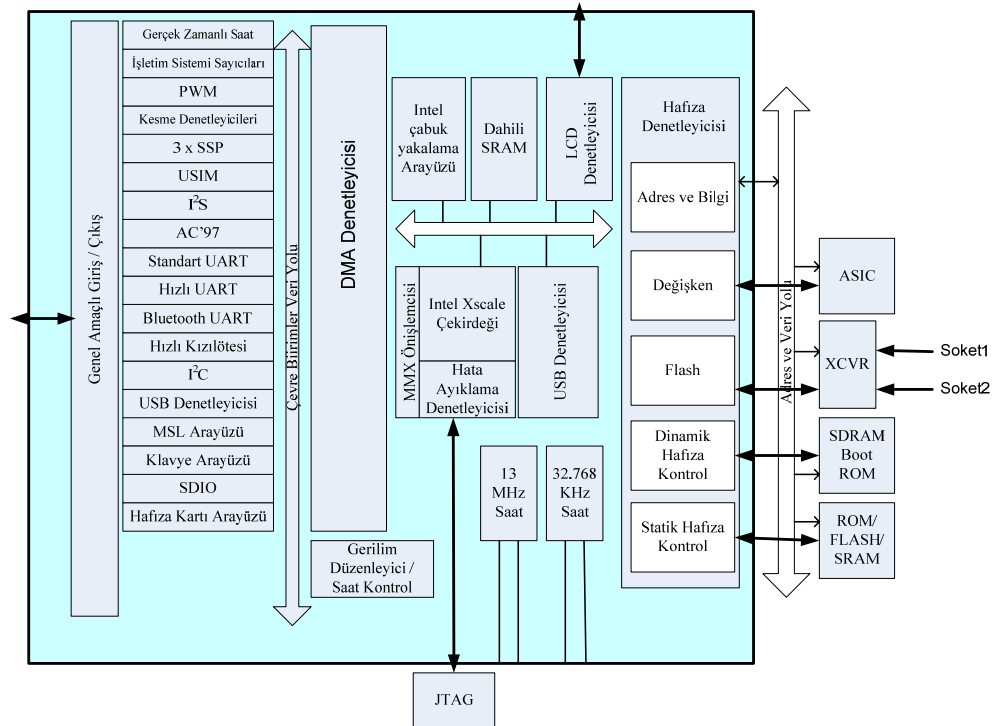 Genel Amaçlı Giriş / Çıkış
Gerçek Zamanlı Saat
İşletim Sistemi Sayıcıları
PWM
Kesme Denetleyicileri
3 x SSP
USIM
I²S
AC'97
Standart UART
Hızlı UART
Bluetooth UART
Hızlı Kızılötesi
I²C
USB Denetleyicisi
MSL Arayüzü
Klavye Arayüzü
SDIO
Hafıza Kartı Arayüzü
Çevre Biirimler Veri Yolu
DMA Denetleyicisi
Gerilim
Düzenleyici /
Saat Kontrol
Intel
çabuk
yakalama
Arayüzü
Dahili
SRAM
LCD
Denetleyicisi
MMX Önişlemcisi
Intel Xscale
Çekirdeği
Hata
Ayıklama
Denetleyicisi
USB Denetleyicisi
13
MHz
Saat
32.768
KHz
Saat
JTAG
Hafıza
Denetleyicisi
Adres ve Bilgi
Değişken
Flash
Dinamik
Hafıza
Kontrol
Statik Hafıza
Kontrol
Adres ve Veri Yolu
ASIC
XCVR
Soket1
Soket2
SDRAM
Boot
ROM
ROM/
FLASH/
SRAM